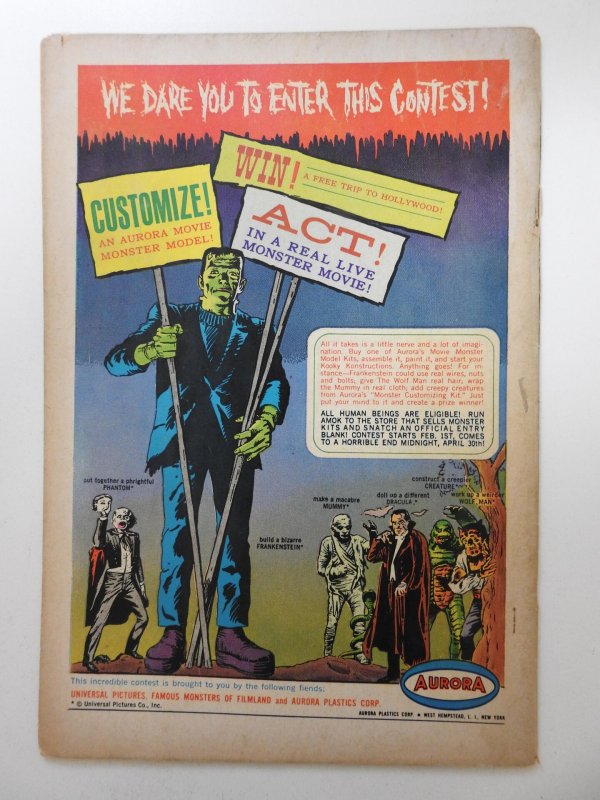 WE DARE YOU TO ENTER THIS CONTEST!
WIN! A FREE TRIP TO HOLLYWOOD!
CUSTOMIZE!
AN AURORA MOVIE
MONSTER MODEL!
ACT!
IN A REAL LIVE
MONSTER MOVIE!
All it takes is a little nerve and a lot of imagi-
nation. Buy one of Aurora's Movie Monster
Model Kits, assemble it, paint it, and start your
Kooky Konstructions. Anything goes! For in-
stance—Frankenstein could use real wires, nuts
and bolts; give The Wolf Man real hair; wrap
the Mummy in real cloth; add creepy creatures
from Aurora's "Monster Customizing Kit." Just
put your mind to it and create a prize winner!
ALL HUMAN BEINGS ARE ELIGIBLE! RUN
AMOK TO THE STORE THAT SELLS MONSTER
KITS AND SNATCH AN OFFICIAL ENTRY
BLANK! CONTEST STARTS FEB. 1ST, COMES
TO A HORRIBLE END MIDNIGHT, APRIL 30th!
put together a phrightful
PHANTOM*
build a bizarre
FRANKENSTEIN*
make a macabre
MUMMY*
doll up a different
DRACULA*
construct a creepier
CREATURE*
work up a weirder
WOLF MAN*
AURORA
This incredible contest is brought to you by the following fiends:
UNIVERSAL PICTURES, FAMOUS MONSTERS OF FILMLAND and AURORA PLASTICS CORP.
* © Universal Pictures Co., Inc.
AURORA PLASTICS CORP. • WEST HEMPSTEAD, L. I., NEW YORK